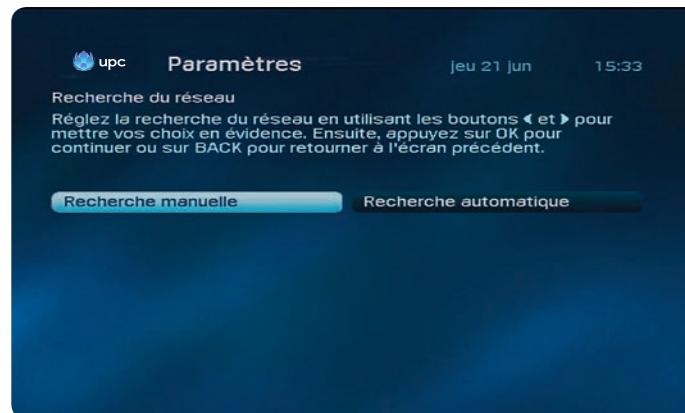 upc Paramètres jeu 21 jun 15:33
Recherche du réseau
Réglez la recherche du réseau en utilisant les boutons ◀ et ▶ pour
mettre vos choix en évidence. Ensuite, appuyez sur OK pour
continuer ou sur BACK pour retourner à l'écran précédent.
Recherche manuelle Recherche automatique